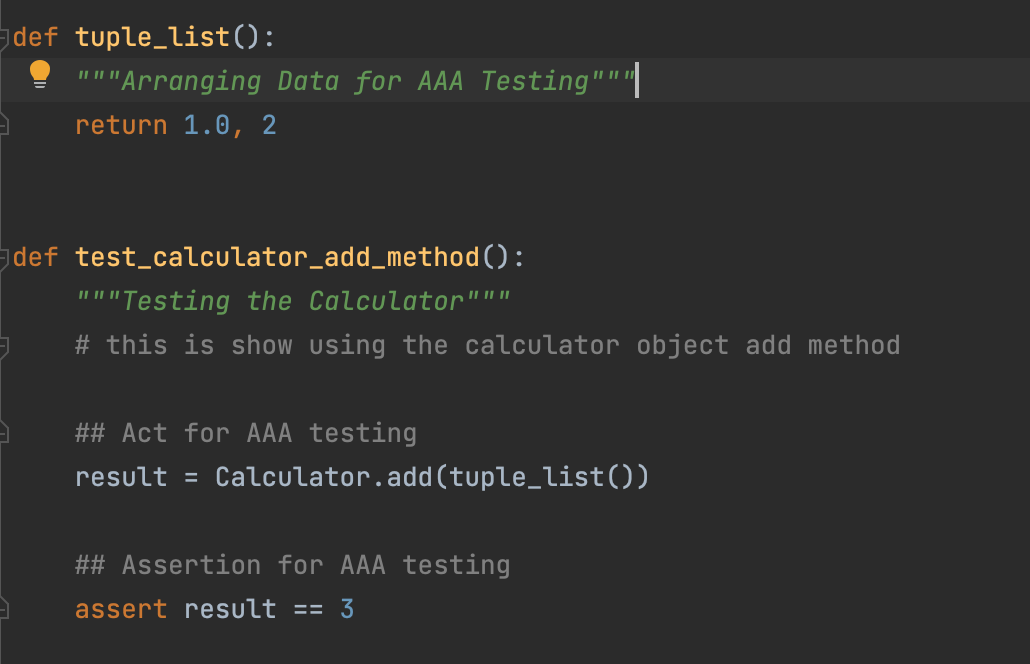 def tuple_list():
    """Arranging Data for AAA Testing"""
    return 1.0, 2
def test_calculator_add_method():
    """Testing the Calculator"""
    # this is show using the calculator object add method
    ## Act for AAA testing
    result = Calculator.add(tuple_list())
    ## Assertion for AAA testing
    assert result == 3